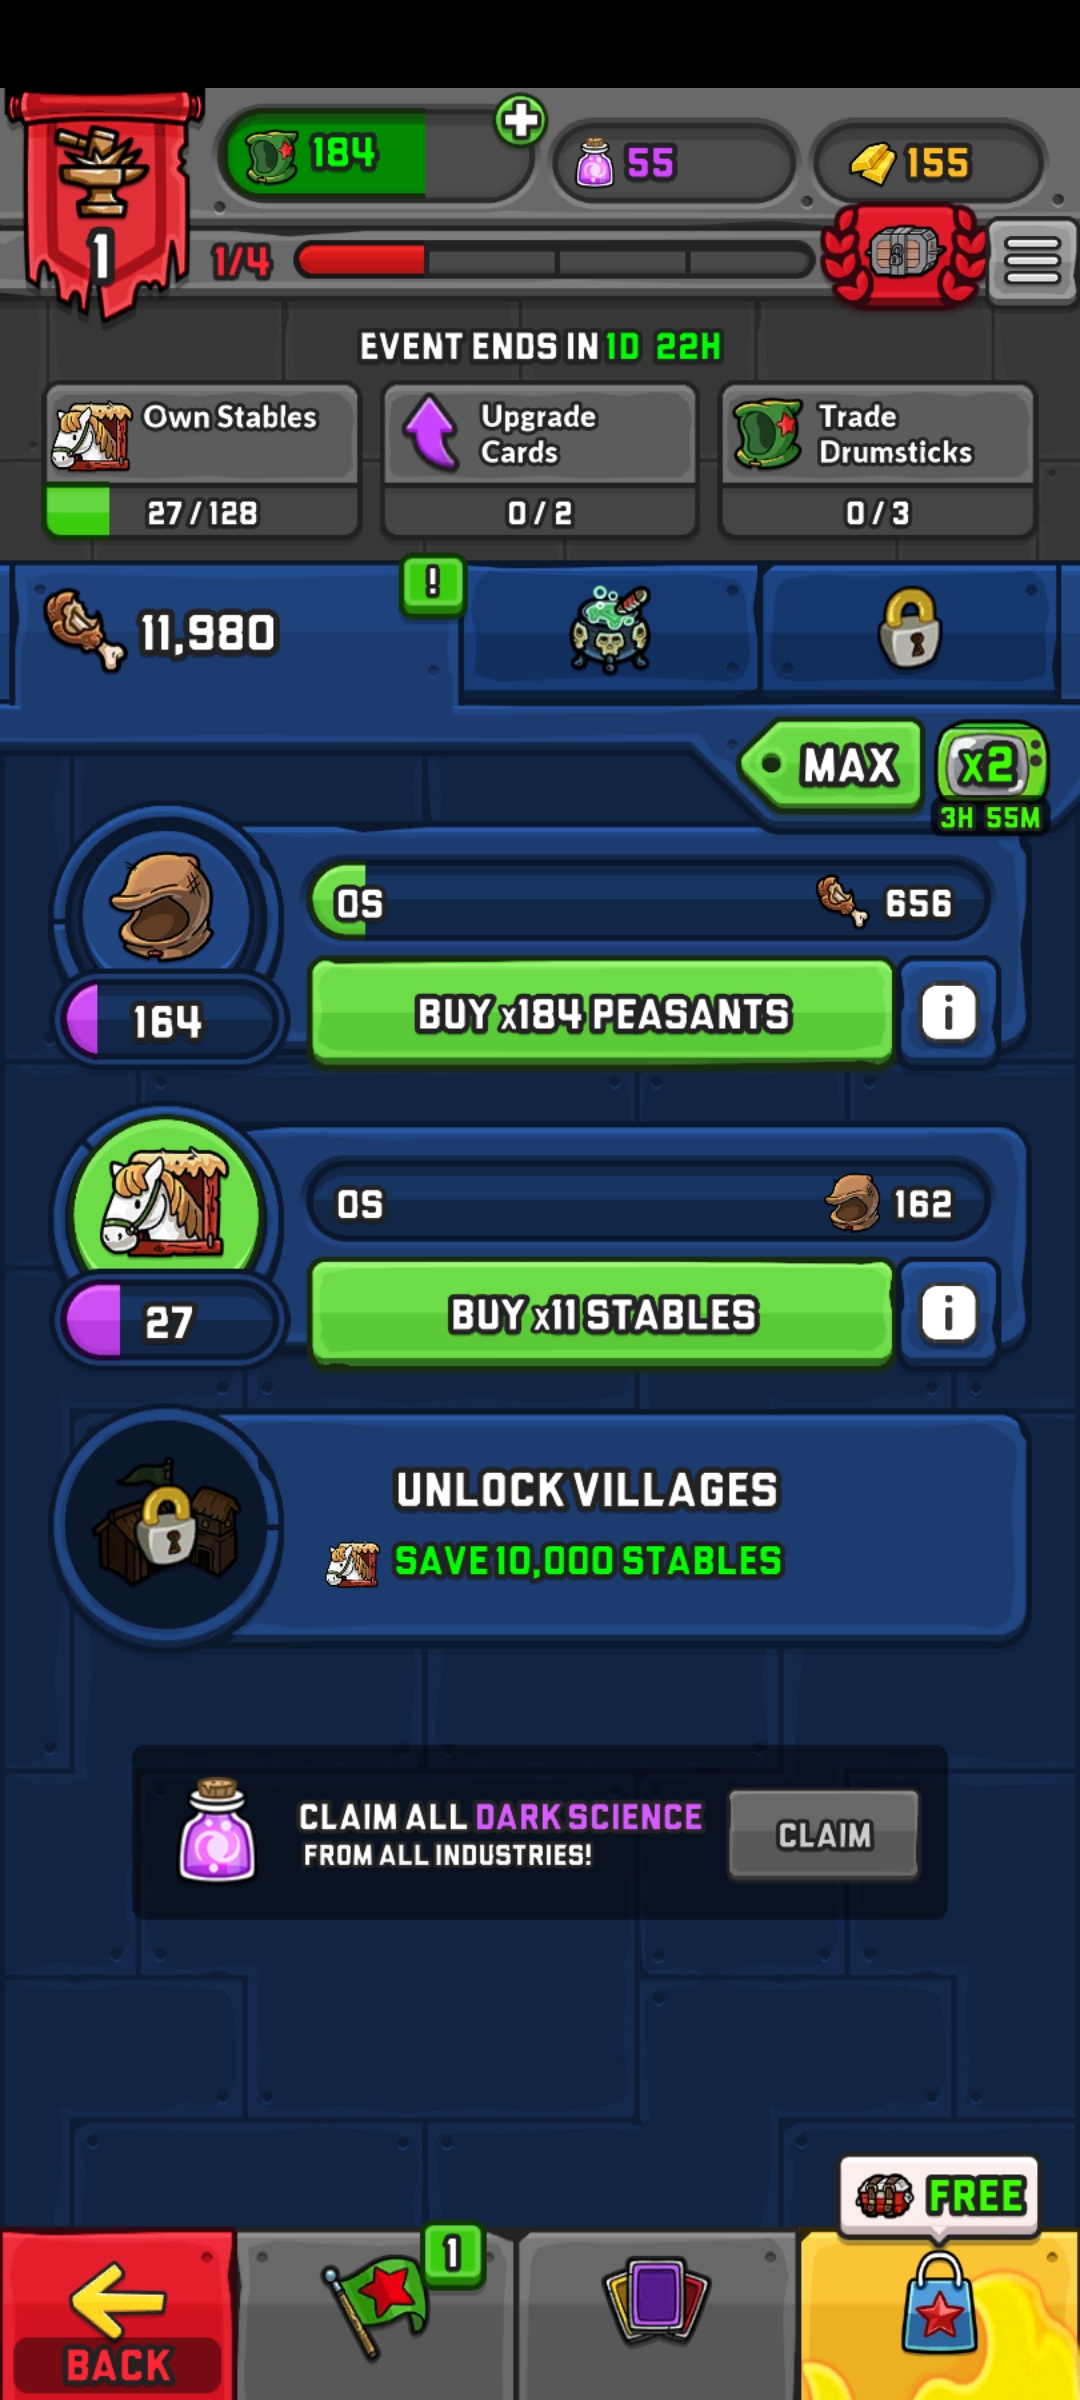 184
55
155
1
1/4
EVENT ENDS IN 1D 22H
Own Stables
27/128
Upgrade
Cards
0/2
Trade
Drumsticks
0/3
11,980
!
MAX
x2
3H 55M
0S
656
164
BUY x184 PEASANTS
i
0S
162
27
BUY x11 STABLES
i
UNLOCK VILLAGES
SAVE 10,000 STABLES
CLAIM ALL DARK SCIENCE
FROM ALL INDUSTRIES!
CLAIM
FREE
1
BACK